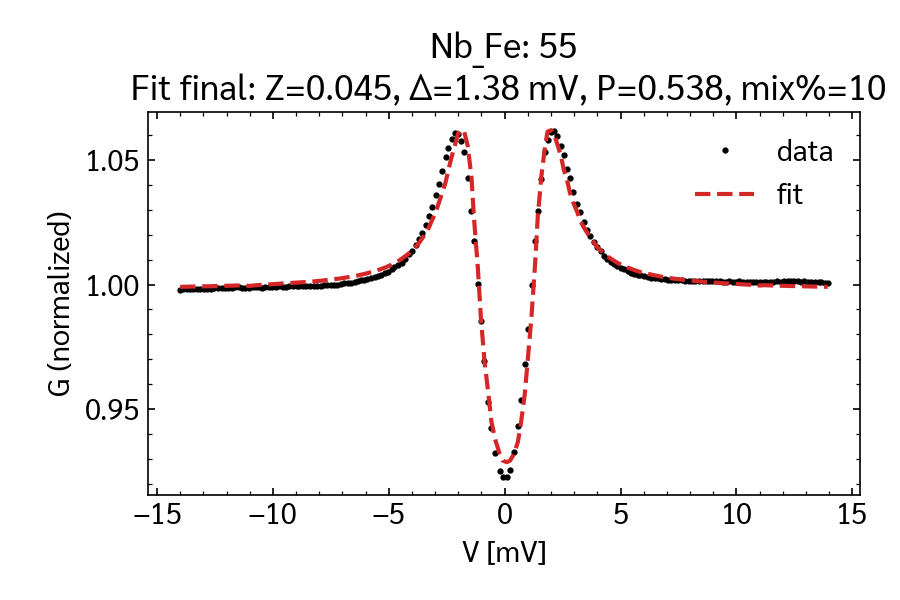 Nb_Fe: 55
Fit final: Z=0.045, Δ=1.38 mV, P=0.538, mix%=10
data
fit
1.05
1.00
0.95
G (normalized)
−15
−10
−5
0
5
10
15
V [mV]